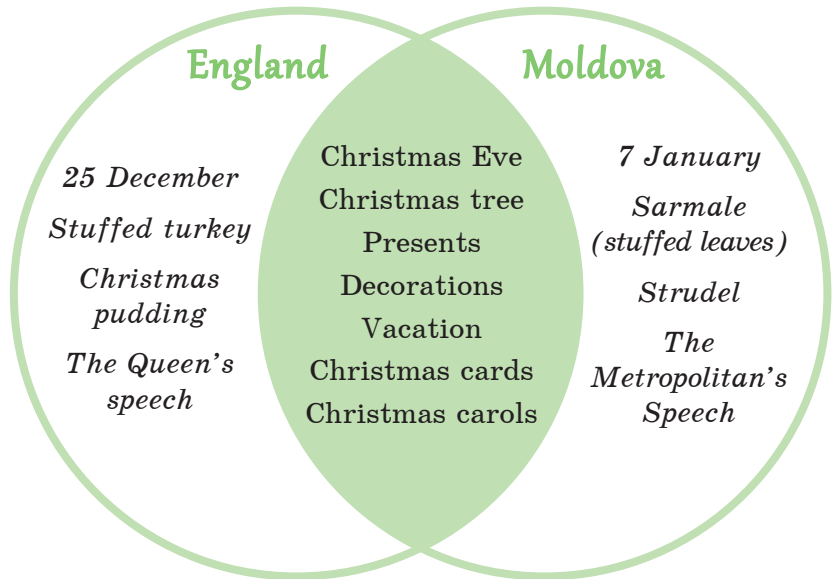 England
Moldova
25 December
Stuffed turkey
Christmas
pudding
The Queen's
speech
Christmas Eve
Christmas tree
Presents
Decorations
Vacation
Christmas cards
Christmas carols
7 January
Sarmale
(stuffed leaves)
Strudel
The
Metropolitan's
Speech